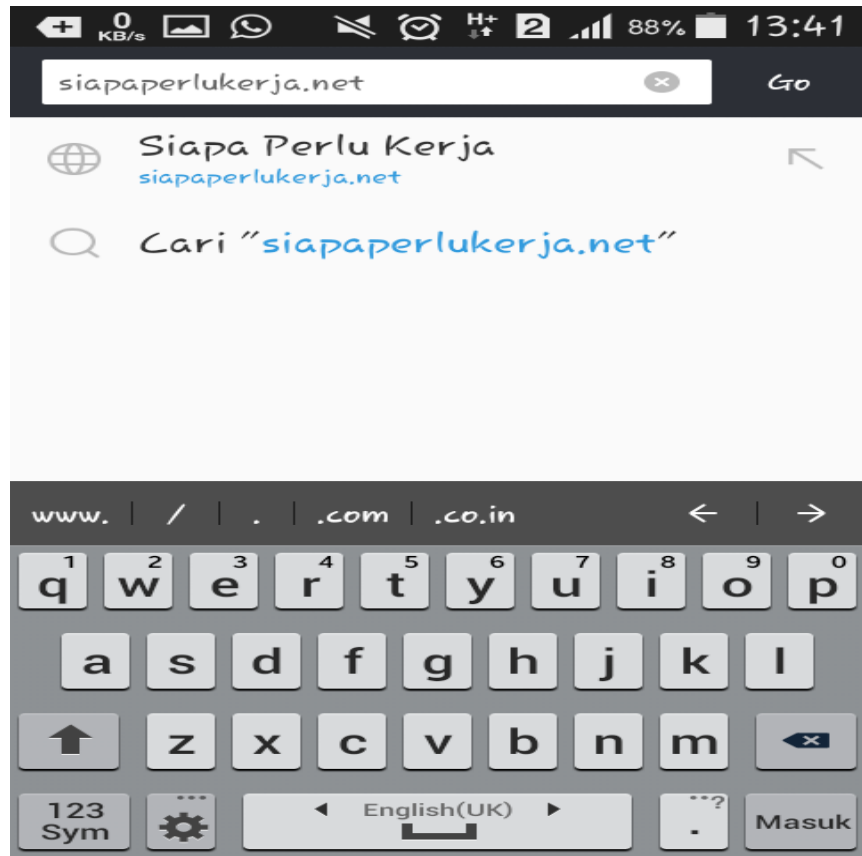 0 KB/s H+ 2 88% 13:41
siapaperlukerja.net Go
Siapa Perlu Kerja
siapaperlukerja.net
Cari "siapaperlukerja.net"
www. / . .com .co.in ← →
1 2 3 4 5 6 7 8 9 0
q w e r t y u i o p
a s d f g h j k l
z x c v b n m
123 Sym English(UK) . ...? Masuk